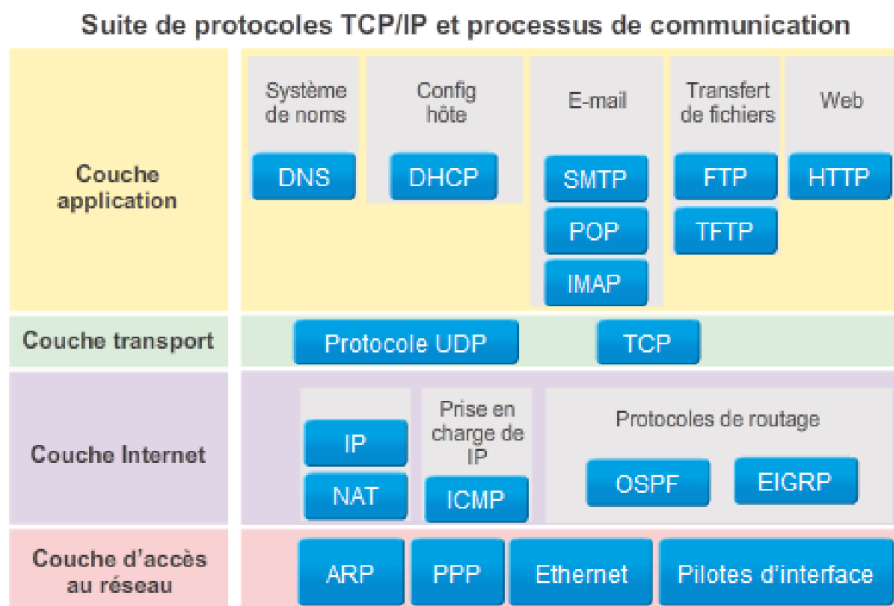 Suite de protocoles TCP/IP et processus de communication
Couche
application
Système
de noms
DNS
Config
hôte
DHCP
E-mail
SMTP
POP
IMAP
Transfert
de fichiers
FTP
TFTP
Web
HTTP
Couche transport
Protocole UDP
TCP
Couche Internet
IP
NAT
Prise en
charge de
IP
ICMP
Protocoles de routage
OSPF
EIGRP
Couche d'accès
au réseau
ARP
PPP
Ethernet
Pilotes d'interface